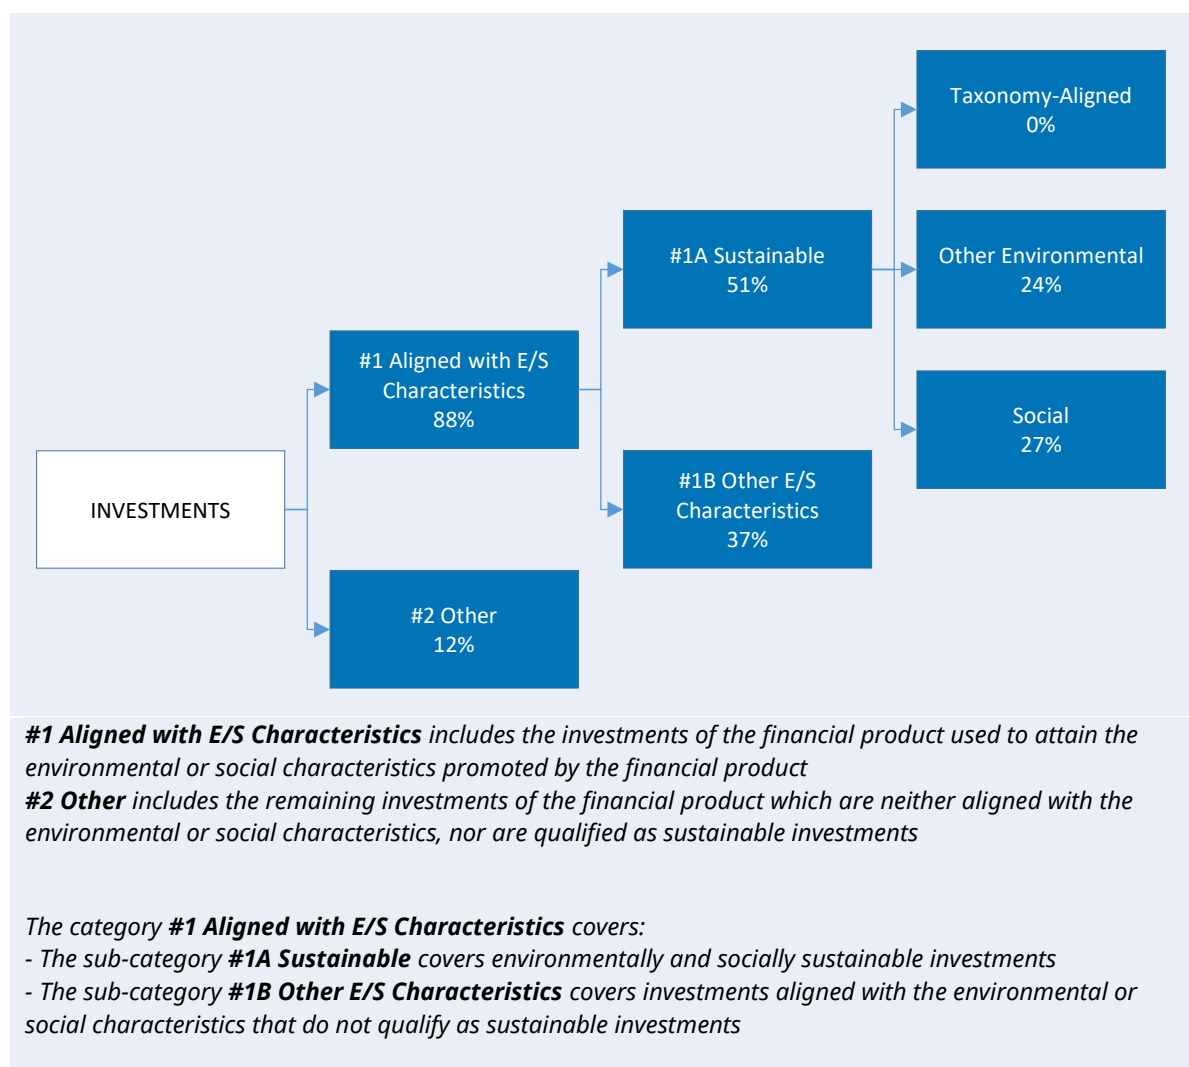 Taxonomy-Aligned
0%
#1A Sustainable
51%
Other Environmental
24%
#1 Aligned with E/S
Characteristics
88%
Social
27%
INVESTMENTS
#1B Other E/S
Characteristics
37%
#2 Other
12%
#1 Aligned with E/S Characteristics includes the investments of the financial product used to attain the
environmental or social characteristics promoted by the financial product
#2 Other includes the remaining investments of the financial product which are neither aligned with the
environmental or social characteristics, nor are qualified as sustainable investments
The category #1 Aligned with E/S Characteristics covers:
- The sub-category #1A Sustainable covers environmentally and socially sustainable investments
- The sub-category #1B Other E/S Characteristics covers investments aligned with the environmental or
social characteristics that do not qualify as sustainable investments